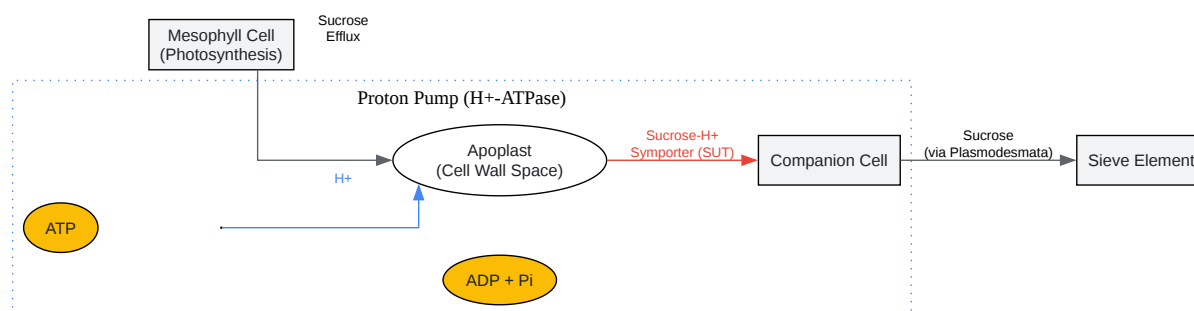 Sucrose
Efflux
Mesophyll Cell
(Photosynthesis)
Proton Pump (H+-ATPase)
Apoplast
(Cell Wall Space)
Sucrose-H+
Symporter (SUT)
Companion Cell
Sucrose
(via Plasmodesmata)
Sieve Element
H+
ATP
ADP + Pi